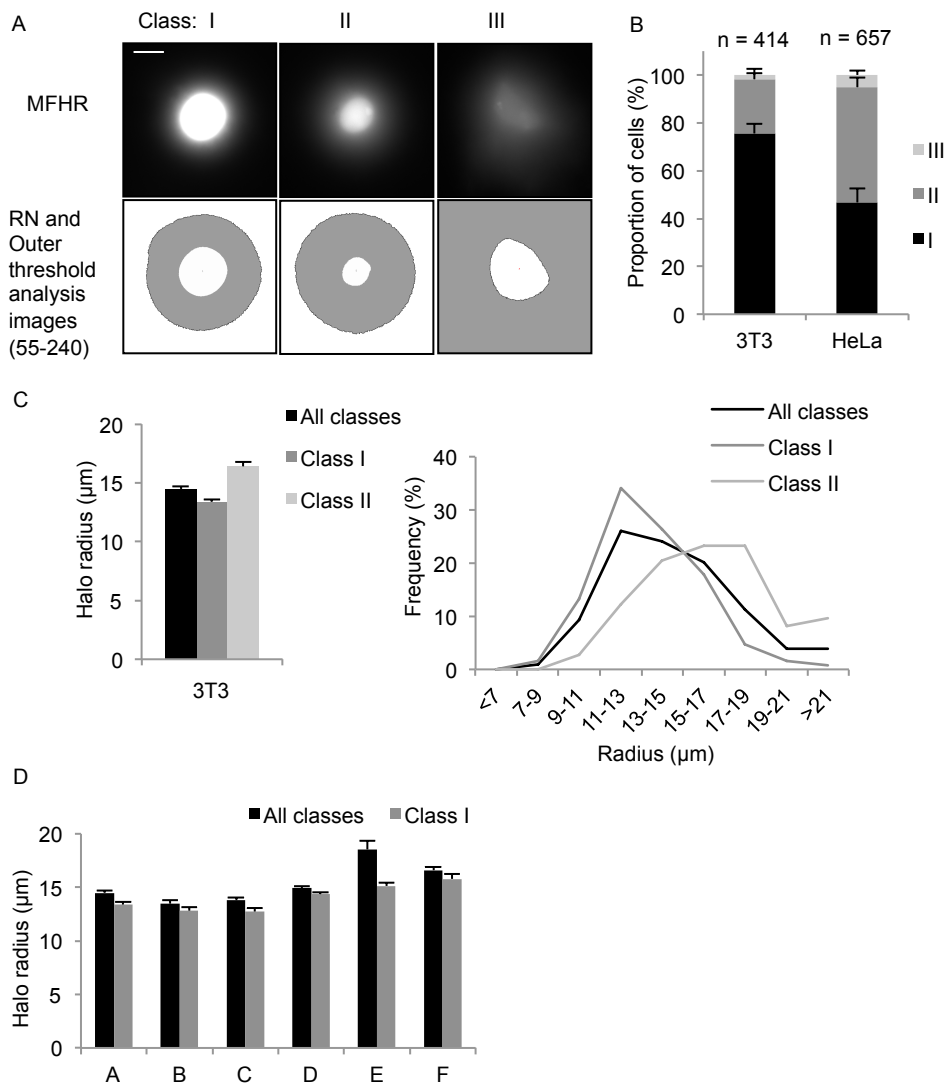 A
Class: I
II
III
MFHR
RN and
Outer
threshold
analysis
images
(55-240)
B
n = 414
n = 657
Proportion of cells (%)
100
80
60
40
20
0
3T3
HeLa
III
II
I
C
Halo radius (µm)
20
15
10
5
0
3T3
All classes
Class I
Class II
All classes
Class I
Class II
Frequency (%)
40
30
20
10
0
<7
7-9
9-11
11-13
13-15
15-17
17-19
19-21
>21
Radius (µm)
D
All classes
Class I
Halo radius (µm)
20
15
10
5
0
A
B
C
D
E
F